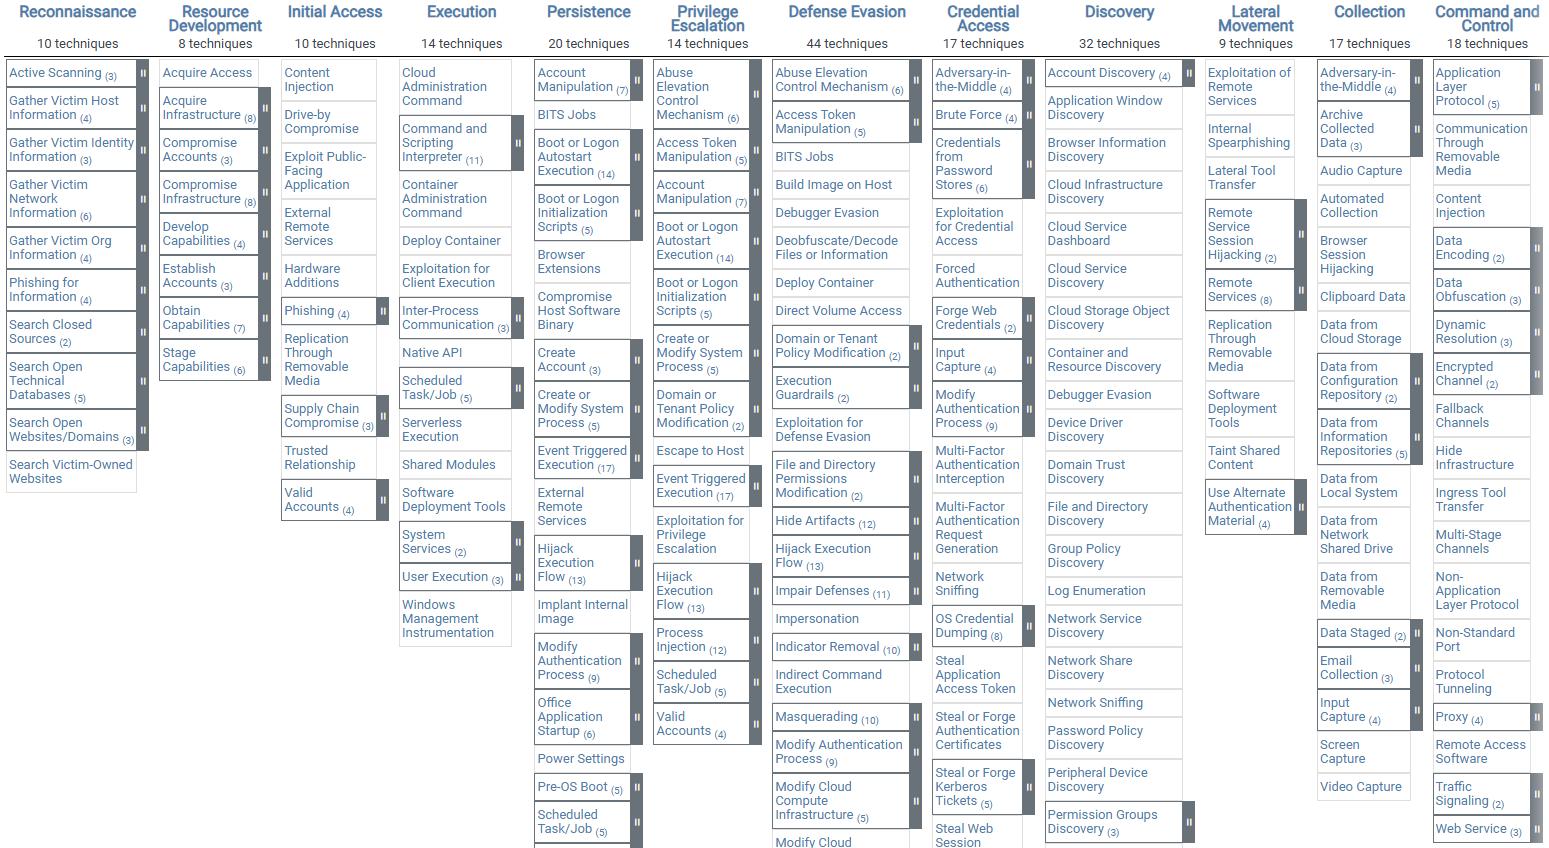 Reconnaissance
10 techniques
Active Scanning (3)
Gather Victim Host
Information (4)
Gather Victim Identity
Information (3)
Gather Victim
Network
Information (6)
Gather Victim Org
Information (4)
Phishing for
Information (4)
Search Closed
Sources (2)
Search Open
Technical
Databases (5)
Search Open
Websites/Domains (3)
Search Victim-Owned
Websites
Resource
Development
8 techniques
Acquire Access
Acquire
Infrastructure (8)
Compromise
Accounts (3)
Compromise
Infrastructure (8)
Develop
Capabilities (4)
Establish
Accounts (3)
Obtain
Capabilities (7)
Stage
Capabilities (6)
Initial Access
10 techniques
Content
Injection
Drive-by
Compromise
Exploit Public-
Facing
Application
External
Remote
Services
Hardware
Additions
Phishing (4)
Replication
Through
Removable
Media
Supply Chain
Compromise (3)
Trusted
Relationship
Valid
Accounts (4)
Execution
14 techniques
Cloud
Administration
Command
Command and
Scripting
Interpreter (11)
Container
Administration
Command
Deploy Container
Exploitation for
Client Execution
Inter-Process
Communication (3)
Native API
Scheduled
Task/Job (5)
Serverless
Execution
Shared Modules
Software
Deployment Tools
System
Services (2)
User Execution (3)
Windows
Management
Instrumentation
Persistence
20 techniques
Account
Manipulation (7)
BITS Jobs
Boot or Logon
Autostart
Execution (14)
Boot or Logon
Initialization
Scripts (5)
Browser
Extensions
Compromise
Host Software
Binary
Create
Account (3)
Create or
Modify System
Process (5)
Event Triggered
Execution (17)
External
Remote
Services
Hijack
Execution
Flow (13)
Implant Internal
Image
Modify
Authentication
Process (9)
Office
Application
Startup (6)
Power Settings
Pre-OS Boot (5)
Scheduled
Task/Job (5)
Privilege
Escalation
14 techniques
Abuse
Elevation
Control
Mechanism (6)
Access Token
Manipulation (5)
Account
Manipulation (7)
Boot or Logon
Autostart
Execution (14)
Boot or Logon
Initialization
Scripts (5)
Create or
Modify System
Process (5)
Domain or
Tenant Policy
Modification (2)
Escape to Host
Event Triggered
Execution (17)
Exploitation for
Privilege
Escalation
Hijack
Execution
Flow (13)
Process
Injection (12)
Scheduled
Task/Job (5)
Valid
Accounts (4)
Defense Evasion
44 techniques
Abuse Elevation
Control Mechanism (6)
Access Token
Manipulation (5)
BITS Jobs
Build Image on Host
Debugger Evasion
Deobfuscate/Decode
Files or Information
Deploy Container
Direct Volume Access
Domain or Tenant
Policy Modification (2)
Execution
Guardrails (2)
Exploitation for
Defense Evasion
File and Directory
Permissions
Modification (2)
Hide Artifacts (12)
Hijack Execution
Flow (13)
Impair Defenses (11)
Impersonation
Indicator Removal (10)
Indirect Command
Execution
Masquerading (10)
Modify Authentication
Process (9)
Modify Cloud
Compute
Infrastructure (5)
Modify Cloud
Credential
Access
17 techniques
Adversary-in-
the-Middle (4)
Brute Force (4)
Credentials
from
Password
Stores (6)
Exploitation
for Credential
Access
Forced
Authentication
Forge Web
Credentials (2)
Input
Capture (4)
Modify
Authentication
Process (9)
Multi-Factor
Authentication
Interception
Multi-Factor
Authentication
Request
Generation
Network
Sniffing
OS Credential
Dumping (8)
Steal
Application
Access Token
Steal or Forge
Authentication
Certificates
Steal or Forge
Kerberos
Tickets (5)
Steal Web
Session
Discovery
32 techniques
Account Discovery (4)
Application Window
Discovery
Browser Information
Discovery
Cloud Infrastructure
Discovery
Cloud Service
Dashboard
Cloud Service
Discovery
Cloud Storage Object
Discovery
Container and
Resource Discovery
Debugger Evasion
Device Driver
Discovery
Domain Trust
Discovery
File and Directory
Discovery
Group Policy
Discovery
Log Enumeration
Network Service
Discovery
Network Share
Discovery
Network Sniffing
Password Policy
Discovery
Peripheral Device
Discovery
Permission Groups
Discovery (3)
Lateral
Movement
9 techniques
Exploitation of
Remote
Services
Internal
Spearphishing
Lateral Tool
Transfer
Remote
Service
Session
Hijacking (2)
Remote
Services (8)
Replication
Through
Removable
Media
Software
Deployment
Tools
Taint Shared
Content
Use Alternate
Authentication
Material (4)
Collection
17 techniques
Adversary-in-
the-Middle (4)
Archive
Collected
Data (3)
Audio Capture
Automated
Collection
Browser
Session
Hijacking
Clipboard Data
Data from
Cloud Storage
Data from
Configuration
Repository (2)
Data from
Information
Repositories (5)
Data from
Local System
Data from
Network
Shared Drive
Data from
Removable
Media
Data Staged (2)
Email
Collection (3)
Input
Capture (4)
Screen
Capture
Video Capture
Command and
Control
18 techniques
Application
Layer
Protocol (5)
Communication
Through
Removable
Media
Content
Injection
Data
Encoding (2)
Data
Obfuscation (3)
Dynamic
Resolution (3)
Encrypted
Channel (2)
Fallback
Channels
Hide
Infrastructure
Ingress Tool
Transfer
Multi-Stage
Channels
Non-
Application
Layer Protocol
Non-Standard
Port
Protocol
Tunneling
Proxy (4)
Remote Access
Software
Traffic
Signaling (2)
Web Service (3)